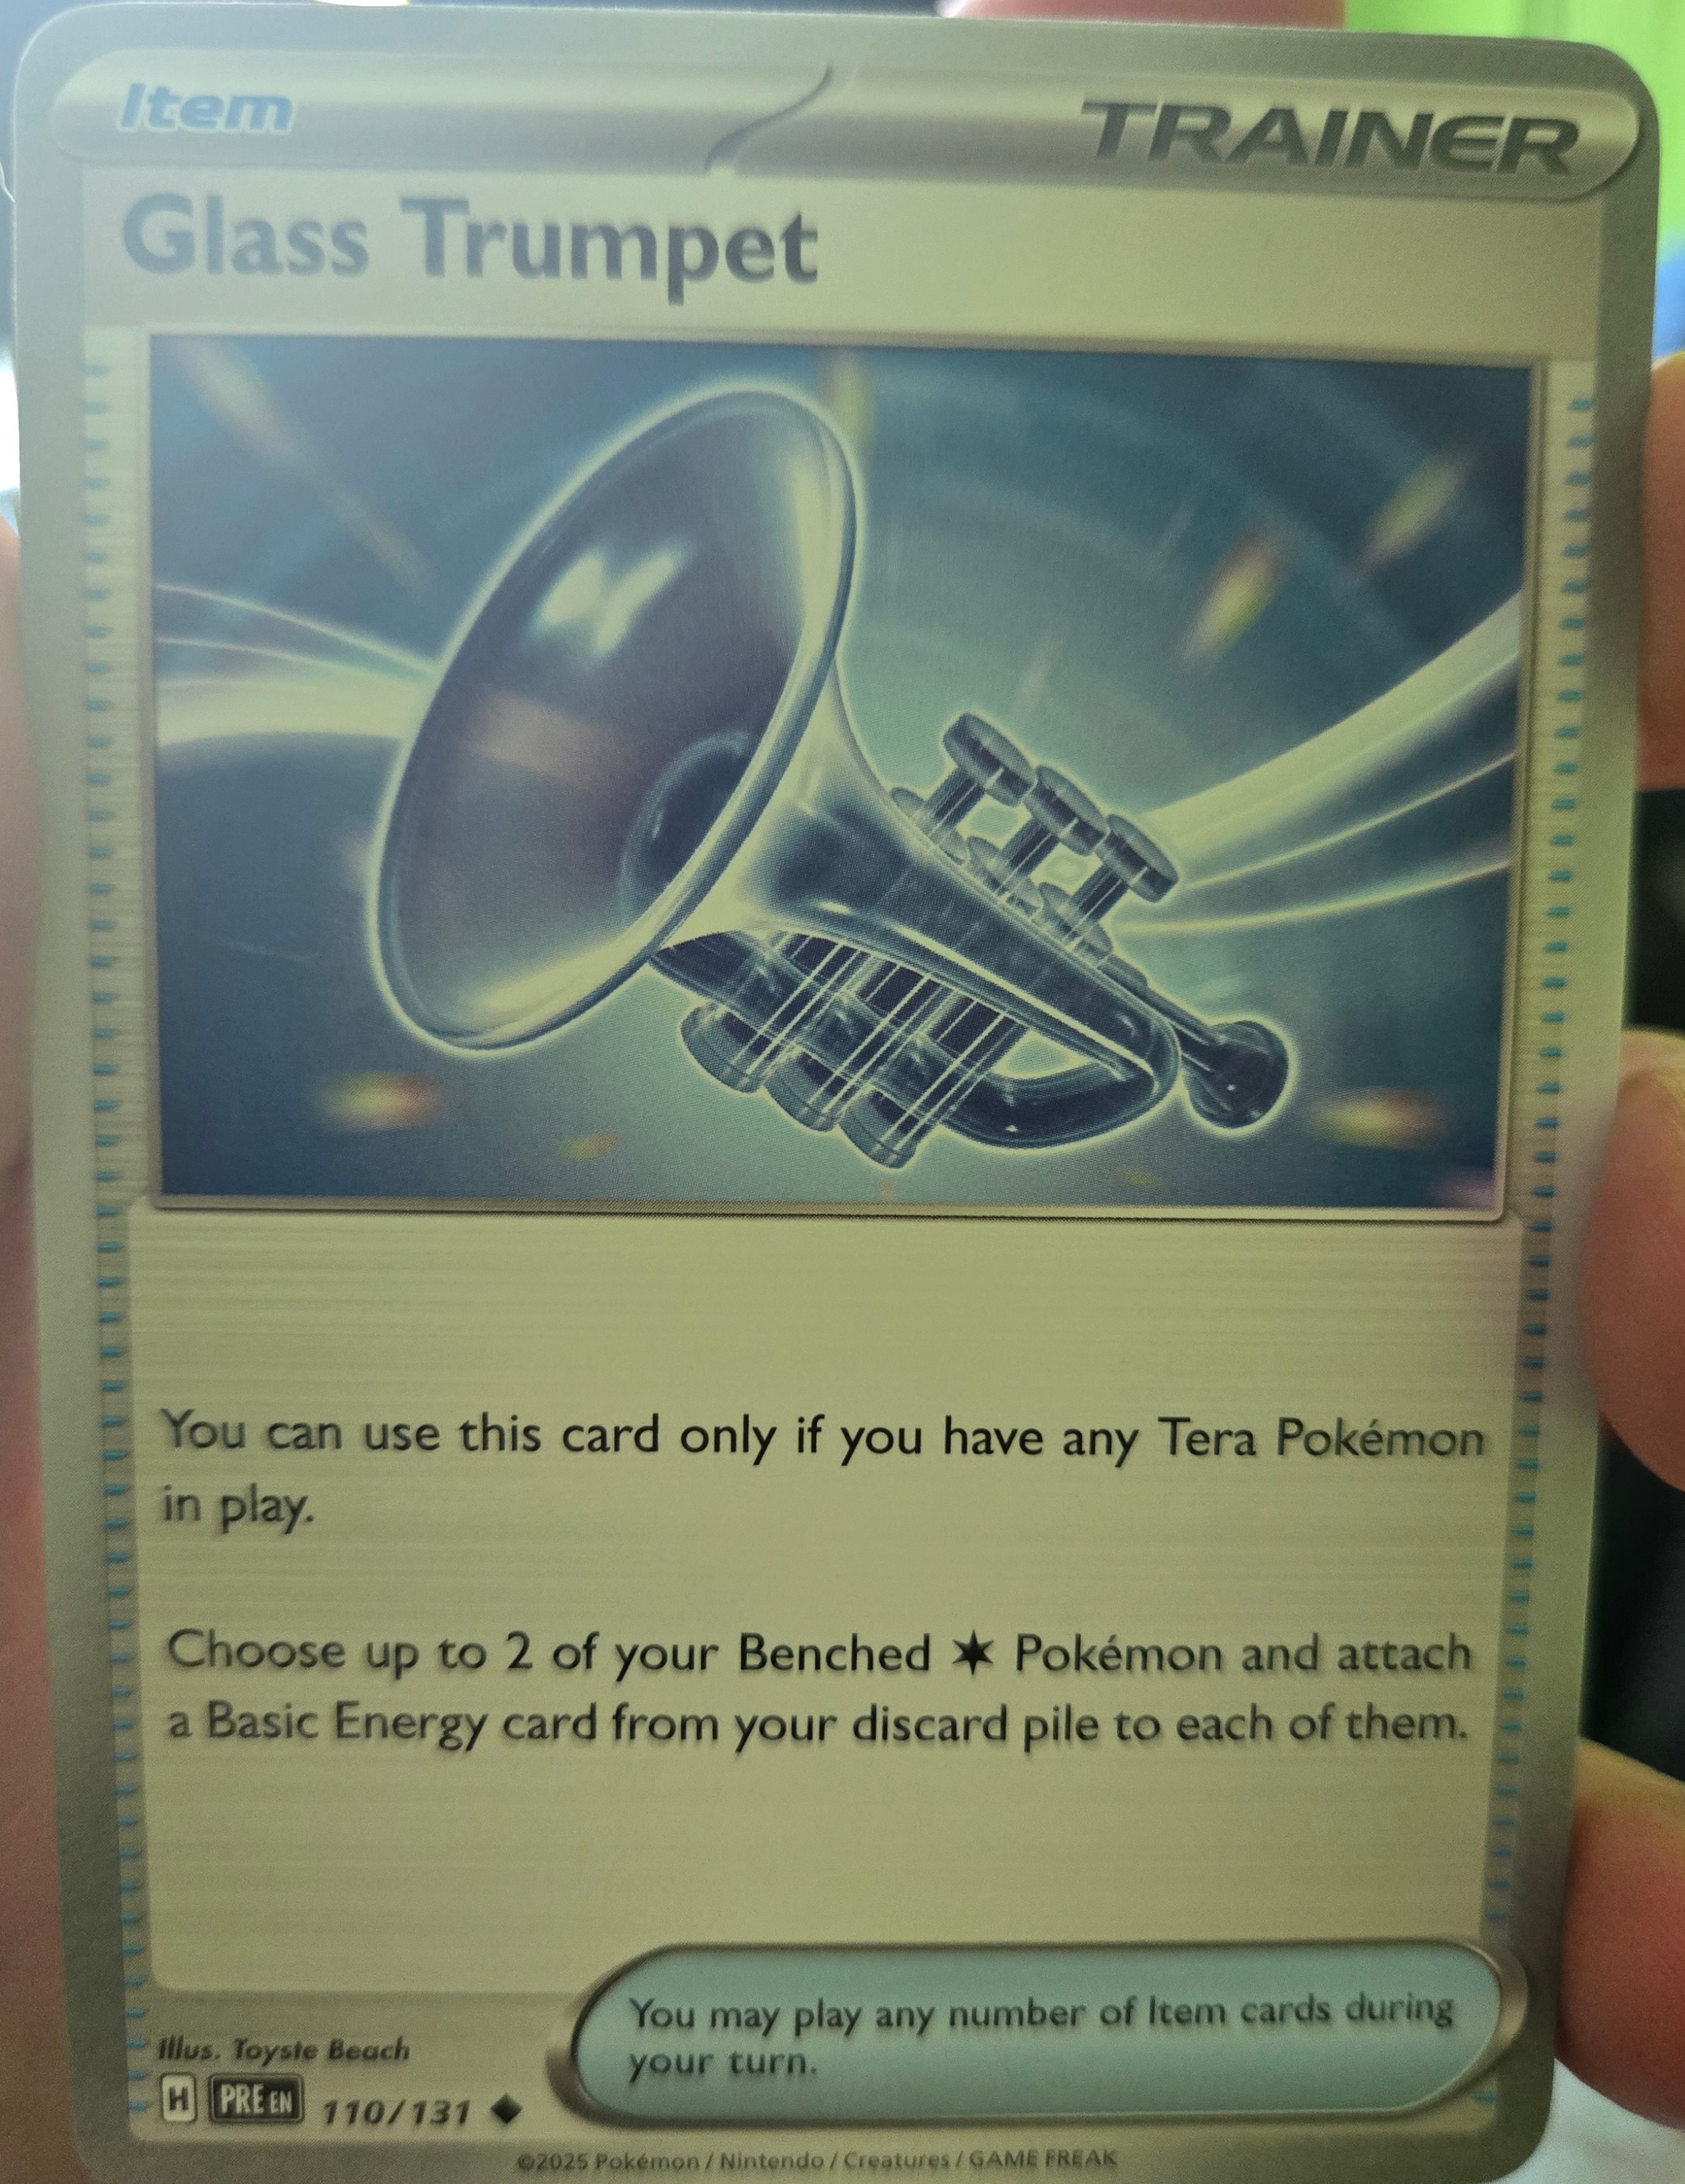 Item
TRAINER
Glass Trumpet
You can use this card only if you have any Tera Pokémon
in play.
Choose up to 2 of your Benched ✶ Pokémon and attach
a Basic Energy card from your discard pile to each of them.
You may play any number of Item cards during
your turn.
Illus. Toyste Beach
H PRE EN 110/131 ◆
©2025 Pokémon / Nintendo / Creatures / GAME FREAK